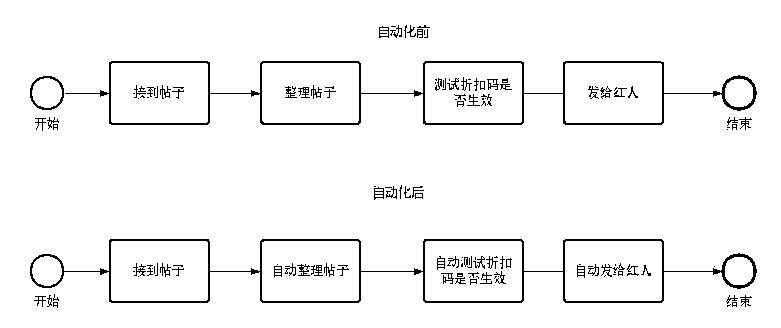 自动化前
接到帖子
整理帖子
测试折扣码是
否生效
发给红人
开始
结束
自动化后
接到帖子
自动整理帖子
自动测试折扣
码是否生效
自动发给红人
开始
结束